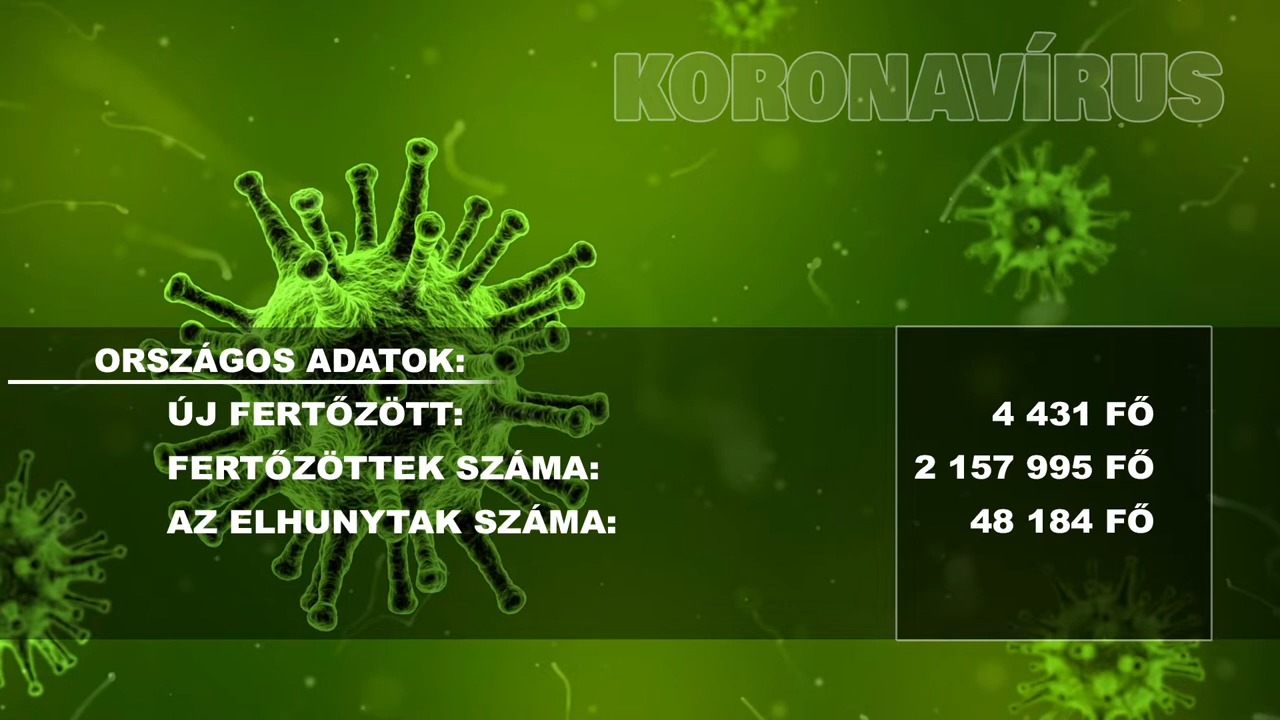 KORONAVÍRUS
ORSZÁGOS ADATOK:
ÚJ FERTŐZÖTT: 4 431 FŐ
FERTŐZÖTTEK SZÁMA: 2 157 995 FŐ
AZ ELHUNYTAK SZÁMA: 48 184 FŐ